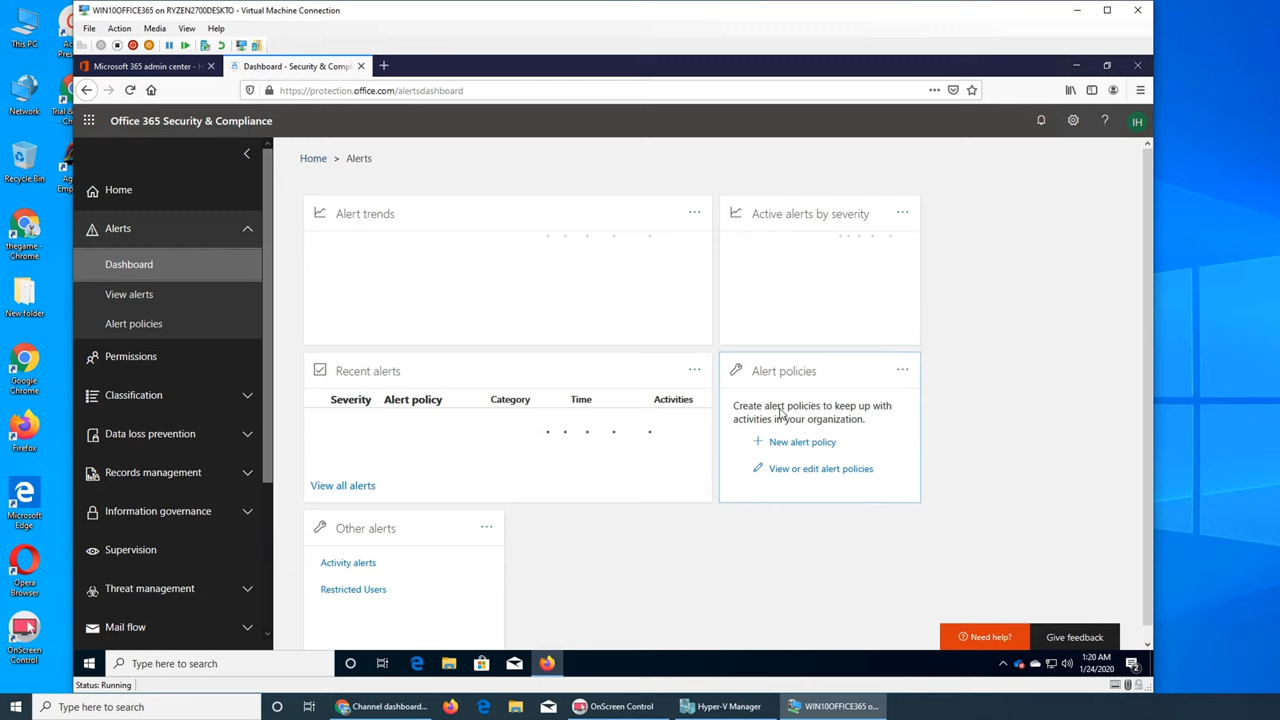 WIN10OFFICE365 on RYZEN2700DESKTO - Virtual Machine Connection
File Action Media View Help
Microsoft 365 admin center - H
Dashboard - Security & Compl
https://protection.office.com/alertsdashboard
Office 365 Security & Compliance
IH
Home
Alerts
Dashboard
View alerts
Alert policies
Permissions
Classification
Data loss prevention
Records management
Information governance
Supervision
Threat management
Mail flow
Home > Alerts
Alert trends
Active alerts by severity
Recent alerts
Severity Alert policy Category Time Activities
View all alerts
Alert policies
Create alert policies to keep up with
activities in your organization.
New alert policy
View or edit alert policies
Other alerts
Activity alerts
Restricted Users
Need help?
Give feedback
Type here to search
1:20 AM
1/24/2020
2
Status: Running
This PC
Network
Recycle Bin
thegame -
Chrome
New folder
Google
Chrome
Firefox
Microsoft
Edge
Opera
Browser
OnScreen
Control
Type here to search
Channel dashboard...
OnScreen Control
Hyper-V Manager
WIN10OFFICE365 o...